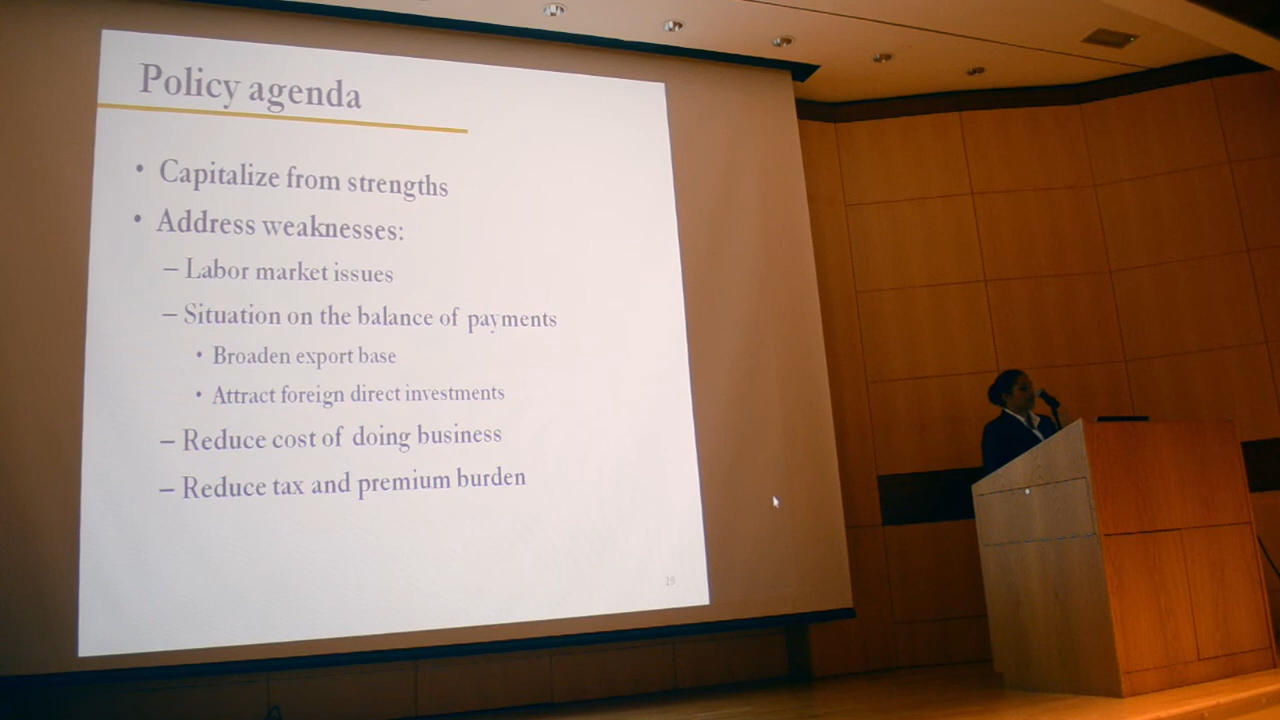 Policy agenda
• Capitalize from strengths
• Address weaknesses:
– Labor market issues
– Situation on the balance of payments
• Broaden export base
• Attract foreign direct investments
– Reduce cost of doing business
– Reduce tax and premium burden
29